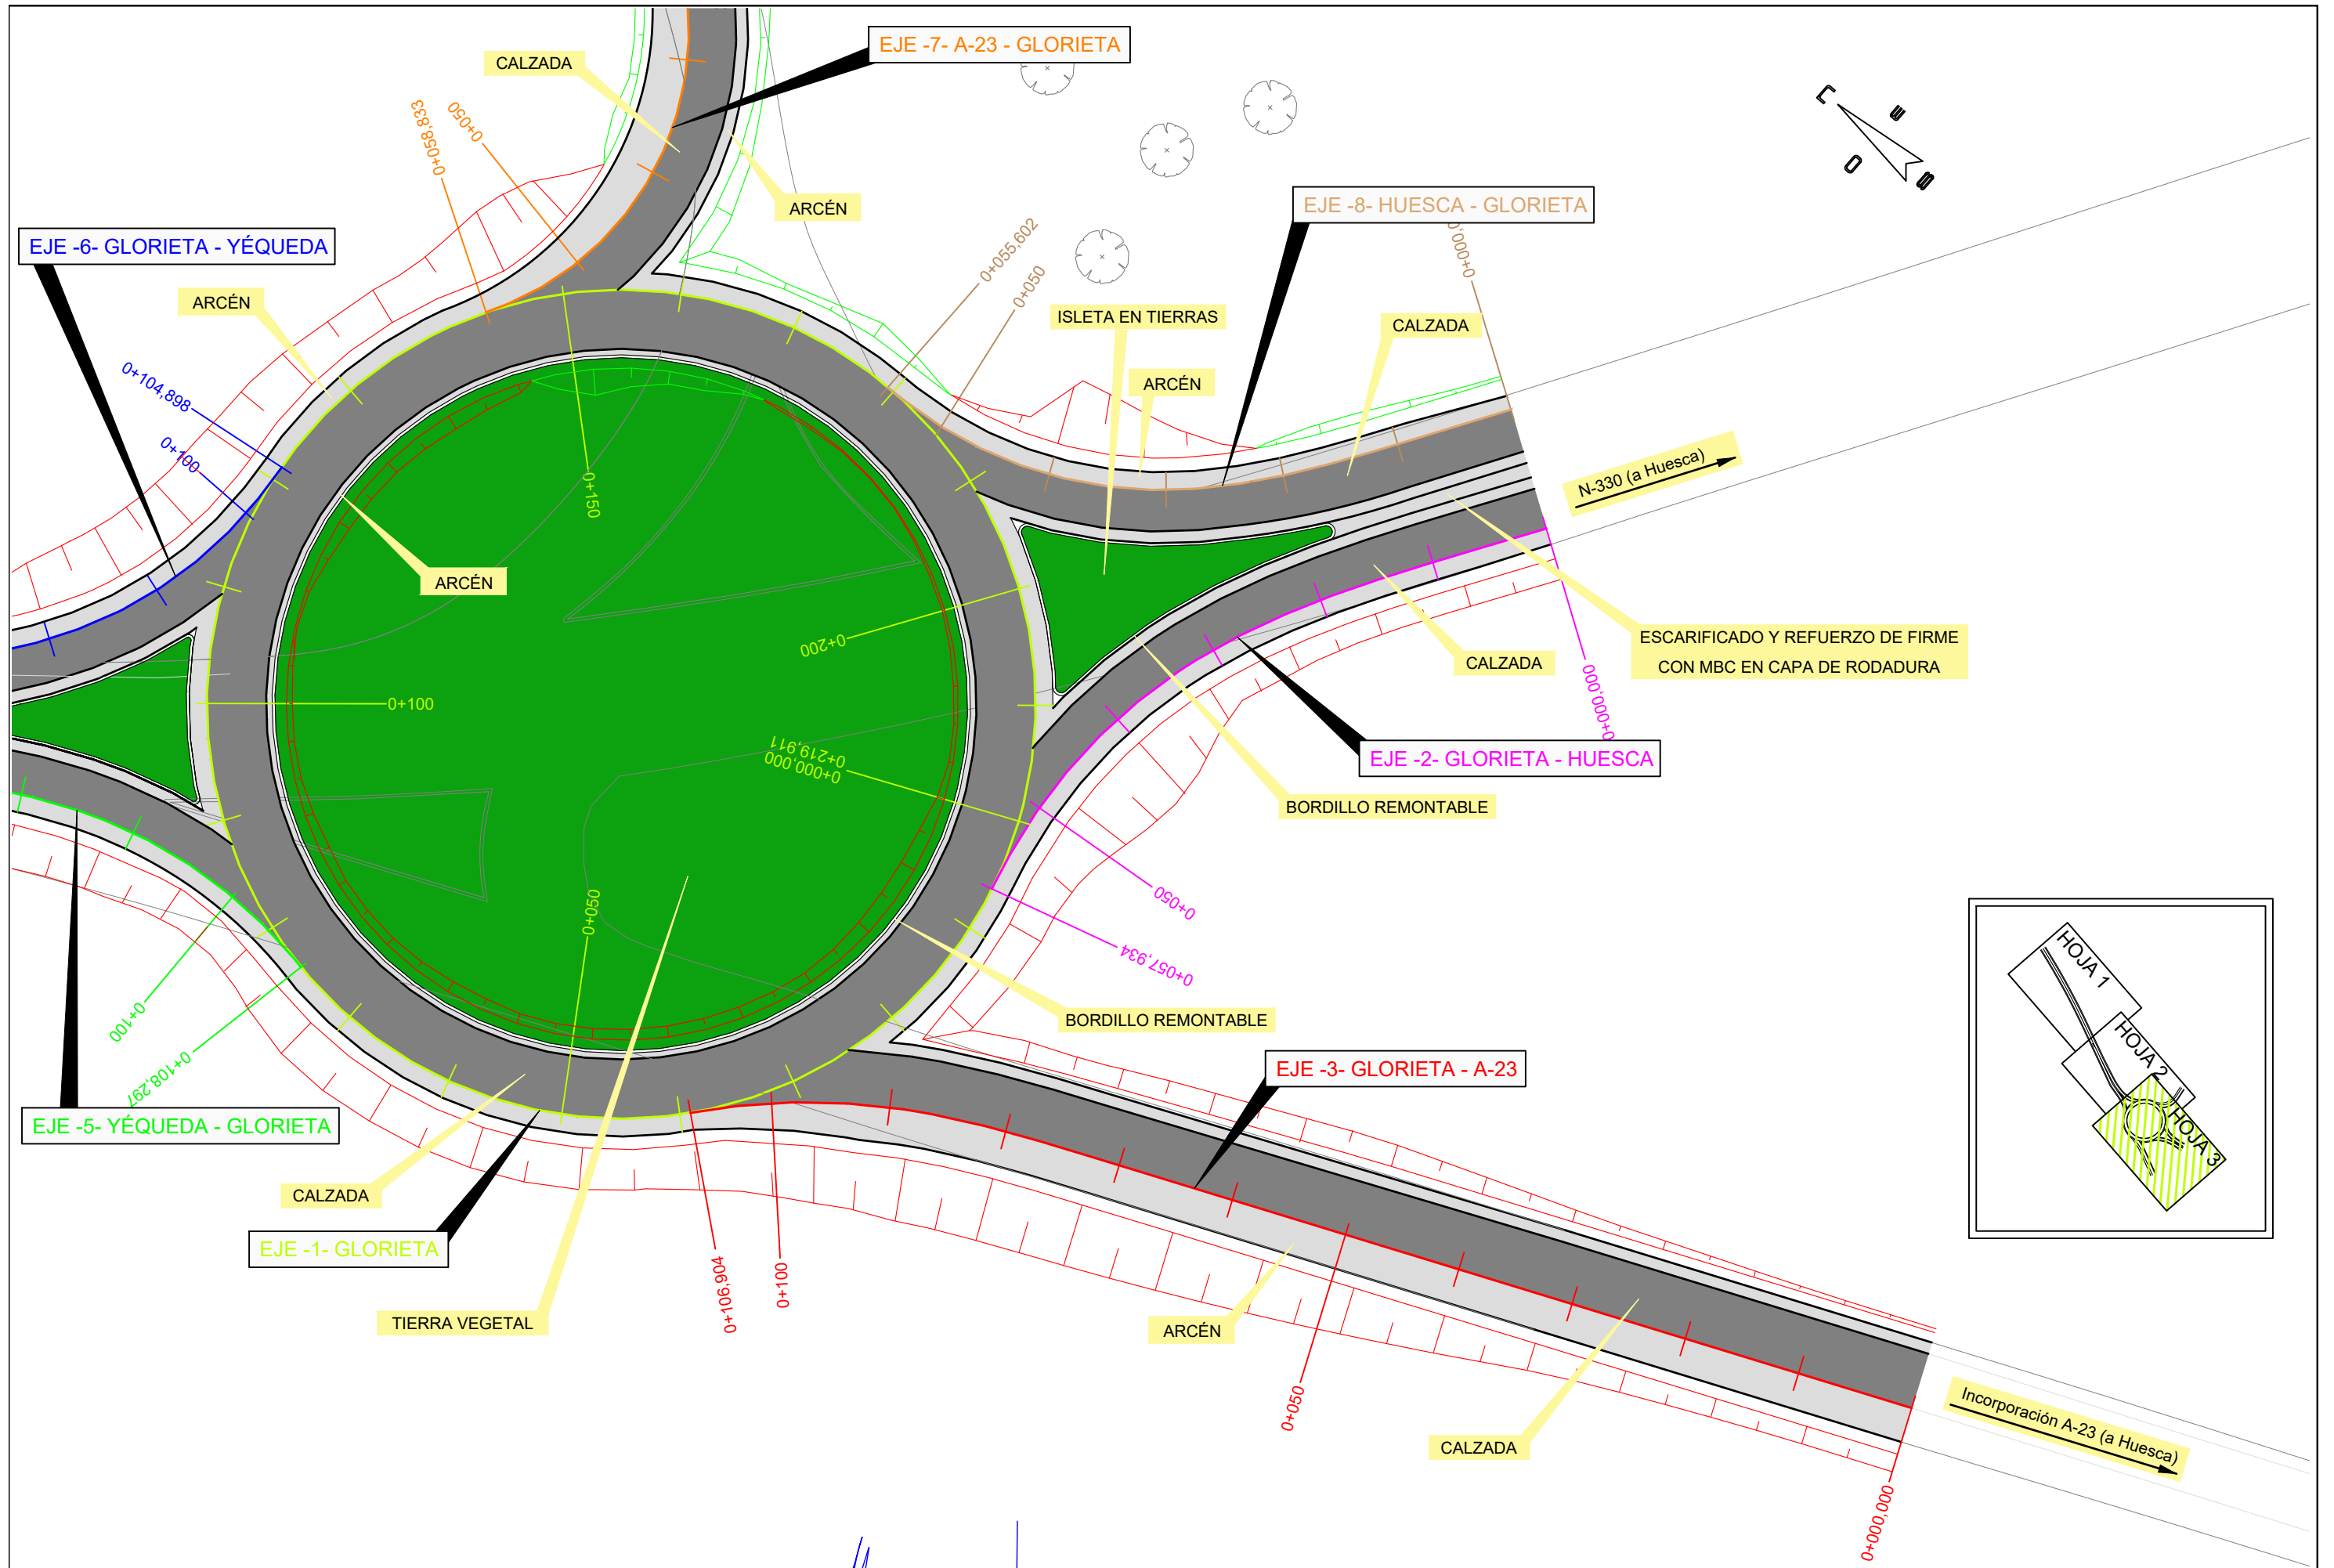 EJE -7- A-23 - GLORIETA
CALZADA
0+058,833
0+050
ARCÉN
EJE -8- HUESCA - GLORIETA
0+000,000
EJE -6- GLORIETA - YÉQUEDA
ARCÉN
0+055,602
0+050
ISLETA EN TIERRAS
CALZADA
ARCÉN
0+104,898
0+100
N-330 (a Huesca)
0+150
ARCÉN
0+200
ESCARIFICADO Y REFUERZO DE FIRME
CON MBC EN CAPA DE RODADURA
CALZADA
0+000,000
0+100
0+219,911
0+000,000
EJE -2- GLORIETA - HUESCA
BORDILLO REMONTABLE
0+050
0+050
0+057,934
0+100
0+108,297
BORDILLO REMONTABLE
EJE -3- GLORIETA - A-23
EJE -5- YÉQUEDA - GLORIETA
CALZADA
EJE -1- GLORIETA
0+106,904
0+100
TIERRA VEGETAL
ARCÉN
0+050
CALZADA
Incorporación A-23 (a Huesca)
0+000,000
HOJA 1
HOJA 2
HOJA 3
E
O